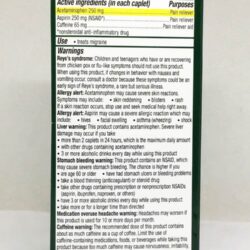 Active ingredients (in each caplet) Purposes
Acetaminophen 250 mg Pain reliever
Aspirin 250 mg (NSAID*) Pain reliever
Caffeine 65 mg Pain reliever
*nonsteroidal anti-inflammatory drug
Use • treats migraine
Warnings
Reye's syndrome: Children and teenagers who have or are recovering
from chicken pox or flu-like symptoms should not use this product.
When using this product, if changes in behavior with nausea and
vomiting occur, consult a doctor because these symptoms could be an
early sign of Reye's syndrome, a rare but serious illness.
Allergy alert: Acetaminophen may cause severe skin reactions.
Symptoms may include: • skin reddening • blisters • rash
If a skin reaction occurs, stop use and seek medical help right away.
Allergy alert: Aspirin may cause a severe allergic reaction which may
include: • hives • facial swelling • asthma (wheezing) • shock
Liver warning: This product contains acetaminophen. Severe liver
damage may occur if you take
• more than 2 caplets in 24 hours, which is the maximum daily amount
• with other drugs containing acetaminophen
• 3 or more alcoholic drinks every day while using this product
Stomach bleeding warning: This product contains an NSAID, which
may cause severe stomach bleeding. The chance is higher if you
• are age 60 or older • have had stomach ulcers or bleeding problems
• take a blood thinning (anticoagulant) or steroid drug
• take other drugs containing prescription or nonprescription NSAIDs
(aspirin, ibuprofen, naproxen, or others)
• have 3 or more alcoholic drinks every day while using this product
• take more or for a longer time than directed
Medication overuse headache warning: Headaches may worsen if
this product is used for 10 or more days per month.
Caffeine warning: The recommended dose of this product contains
about as much caffeine as a cup of coffee. Limit the use of
caffeine-containing medications, foods, or beverages while taking this
product because too much caffeine may cause nervousness, irritability,